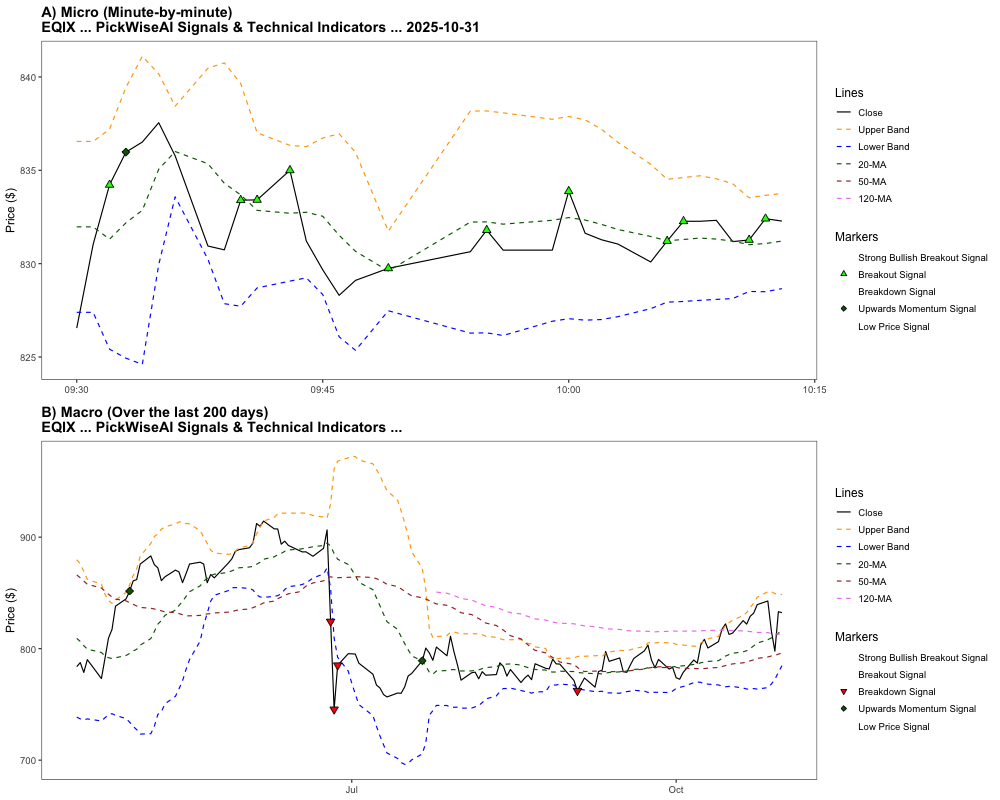 A) Micro (Minute-by-minute)
EQIX ... PickWiseAI Signals & Technical Indicators ... 2025-10-31
Price ($)
840
835
830
825
09:30
09:45
10:00
10:15
Lines
Close
Upper Band
Lower Band
20-MA
50-MA
120-MA
Markers
Strong Bullish Breakout Signal
Breakout Signal
Breakdown Signal
Upwards Momentum Signal
Low Price Signal
B) Macro (Over the last 200 days)
EQIX ... PickWiseAI Signals & Technical Indicators ...
Price ($)
900
800
700
Jul
Oct
Lines
Close
Upper Band
Lower Band
20-MA
50-MA
120-MA
Markers
Strong Bullish Breakout Signal
Breakout Signal
Breakdown Signal
Upwards Momentum Signal
Low Price Signal